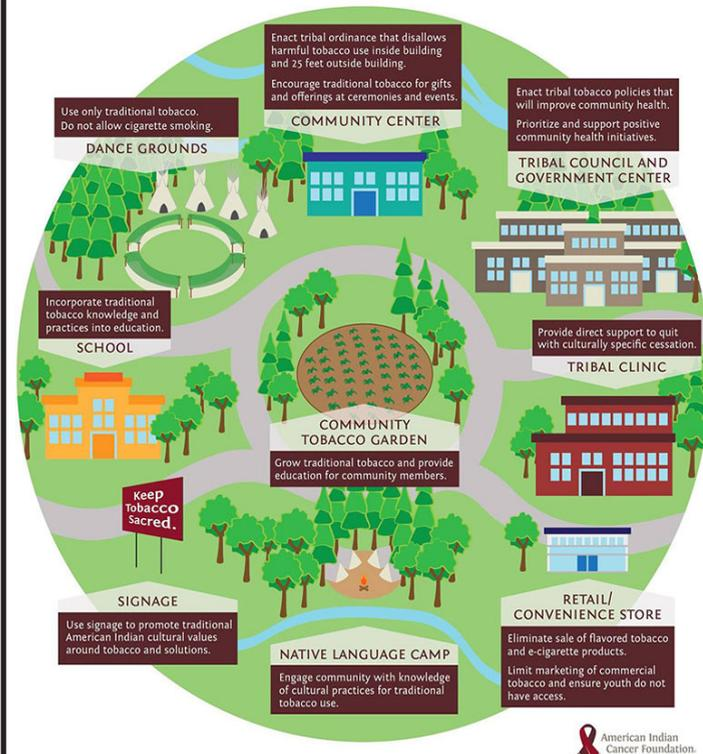 Enact tribal ordinance that disallows
harmful tobacco use inside building
and 25 feet outside building.
Encourage traditional tobacco for gifts
and offerings at ceremonies and events.
COMMUNITY CENTER
Use only traditional tobacco.
Do not allow cigarette smoking.
DANCE GROUNDS
Enact tribal tobacco policies that
will improve community health.
Prioritize and support positive
community health initiatives.
TRIBAL COUNCIL AND
GOVERNMENT CENTER
Incorporate traditional
tobacco knowledge and
practices into education.
SCHOOL
Provide direct support to quit
with culturally specific cessation.
TRIBAL CLINIC
COMMUNITY
TOBACCO GARDEN
Grow traditional tobacco and provide
education for community members.
Keep
Tobacco
Sacred.
SIGNAGE
Use signage to promote traditional
American Indian cultural values
around tobacco and solutions.
NATIVE LANGUAGE CAMP
Engage community with knowledge
of cultural practices for traditional
tobacco use.
RETAIL/
CONVENIENCE STORE
Eliminate sale of flavored tobacco
and e-cigarette products.
Limit marketing of commercial
tobacco and ensure youth do not
have access.
American Indian
Cancer Foundation.